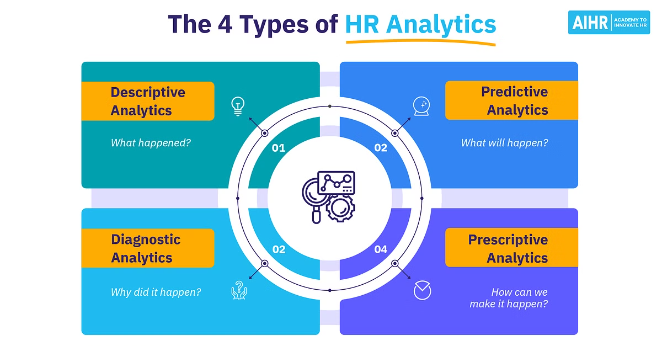 The 4 Types of HR Analytics
AIHR
ACADEMY TO
INNOVATE HR
Descriptive
Analytics
What happened?
01
Predictive
Analytics
What will happen?
02
Diagnostic
Analytics
Why did it happen?
02
Prescriptive
Analytics
How can we
make it happen?
04
?